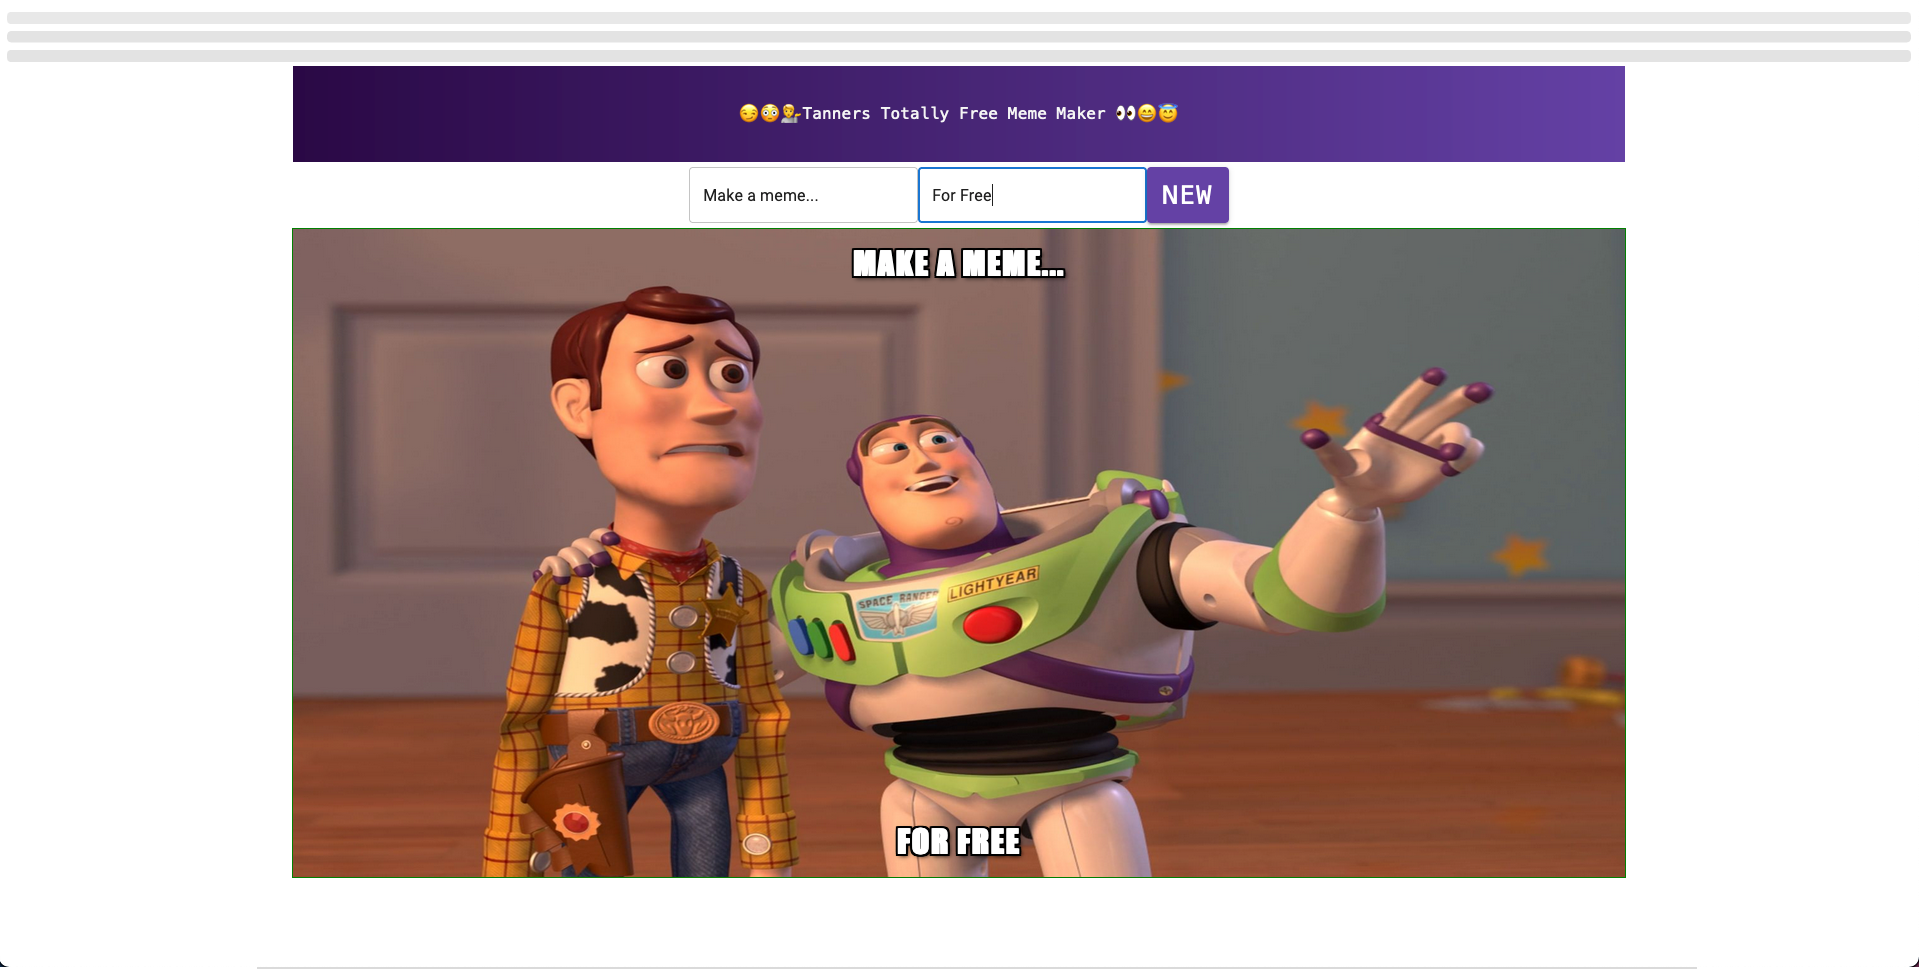 😏😳💁‍♂️Tanners Totally Free Meme Maker 👀😁😇
Make a meme...
For Free
NEW
MAKE A MEME...
SPACE RANGER
LIGHTYEAR
FOR FREE